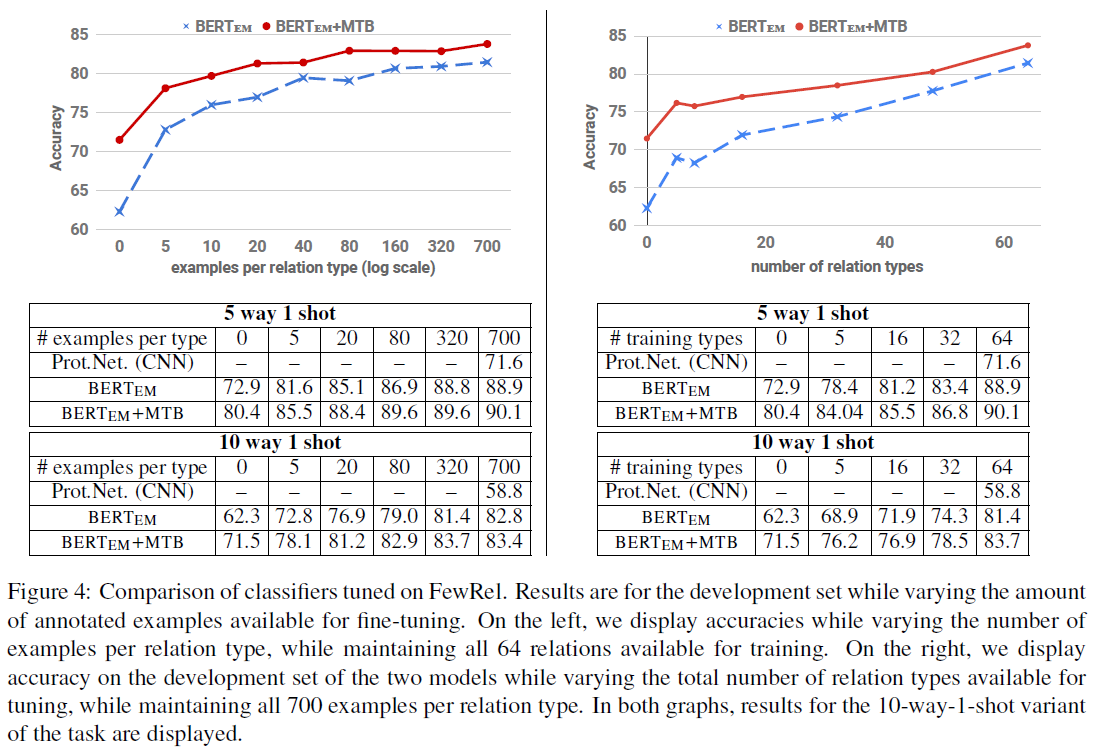 BERTEM BERTEM+MTB
85
80
75
70
65
60
Accuracy
0 5 10 20 40 80 160 320 700
examples per relation type (log scale)
5 way 1 shot
# examples per type 0 5 20 80 320 700
Prot.Net. (CNN) – – – – – 71.6
BERTEM 72.9 81.6 85.1 86.9 88.8 88.9
BERTEM+MTB 80.4 85.5 88.4 89.6 89.6 90.1
10 way 1 shot
# examples per type 0 5 20 80 320 700
Prot.Net. (CNN) – – – – – 58.8
BERTEM 62.3 72.8 76.9 79.0 81.4 82.8
BERTEM+MTB 71.5 78.1 81.2 82.9 83.7 83.4
BERTEM BERTEM+MTB
85
80
75
70
65
60
Accuracy
0 20 40 60
number of relation types
5 way 1 shot
# training types 0 5 16 32 64
Prot.Net. (CNN) – – – – 71.6
BERTEM 72.9 78.4 81.2 83.4 88.9
BERTEM+MTB 80.4 84.04 85.5 86.8 90.1
10 way 1 shot
# training types 0 5 16 32 64
Prot.Net. (CNN) – – – – 58.8
BERTEM 62.3 68.9 71.9 74.3 81.4
BERTEM+MTB 71.5 76.2 76.9 78.5 83.7
Figure 4: Comparison of classifiers tuned on FewRel. Results are for the development set while varying the amount
of annotated examples available for fine-tuning. On the left, we display accuracies while varying the number of
examples per relation type, while maintaining all 64 relations available for training. On the right, we display
accuracy on the development set of the two models while varying the total number of relation types available for
tuning, while maintaining all 700 examples per relation type. In both graphs, results for the 10-way-1-shot variant
of the task are displayed.